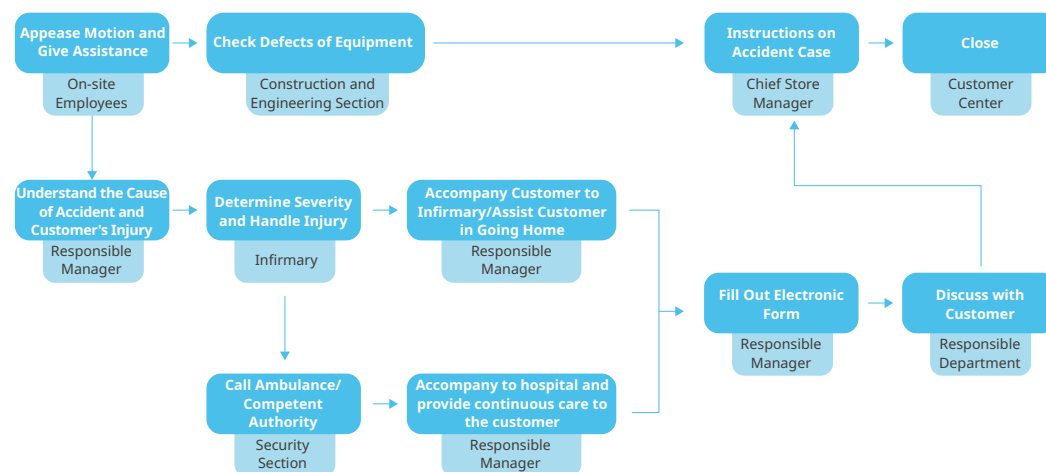 Appease Motion and
Give Assistance
On-site
Employees
Check Defects of Equipment
Construction and
Engineering Section
Instructions on
Accident Case
Chief Store
Manager
Close
Customer
Center
Understand the Cause
of Accident and
Customer's Injury
Responsible
Manager
Determine Severity
and Handle Injury
Infirmary
Accompany Customer to
Infirmary/Assist Customer
in Going Home
Responsible
Manager
Fill Out Electronic
Form
Responsible
Manager
Discuss with
Customer
Responsible
Department
Call Ambulance/
Competent
Authority
Security
Section
Accompany to hospital and
provide continuous care to
the customer
Responsible
Manager